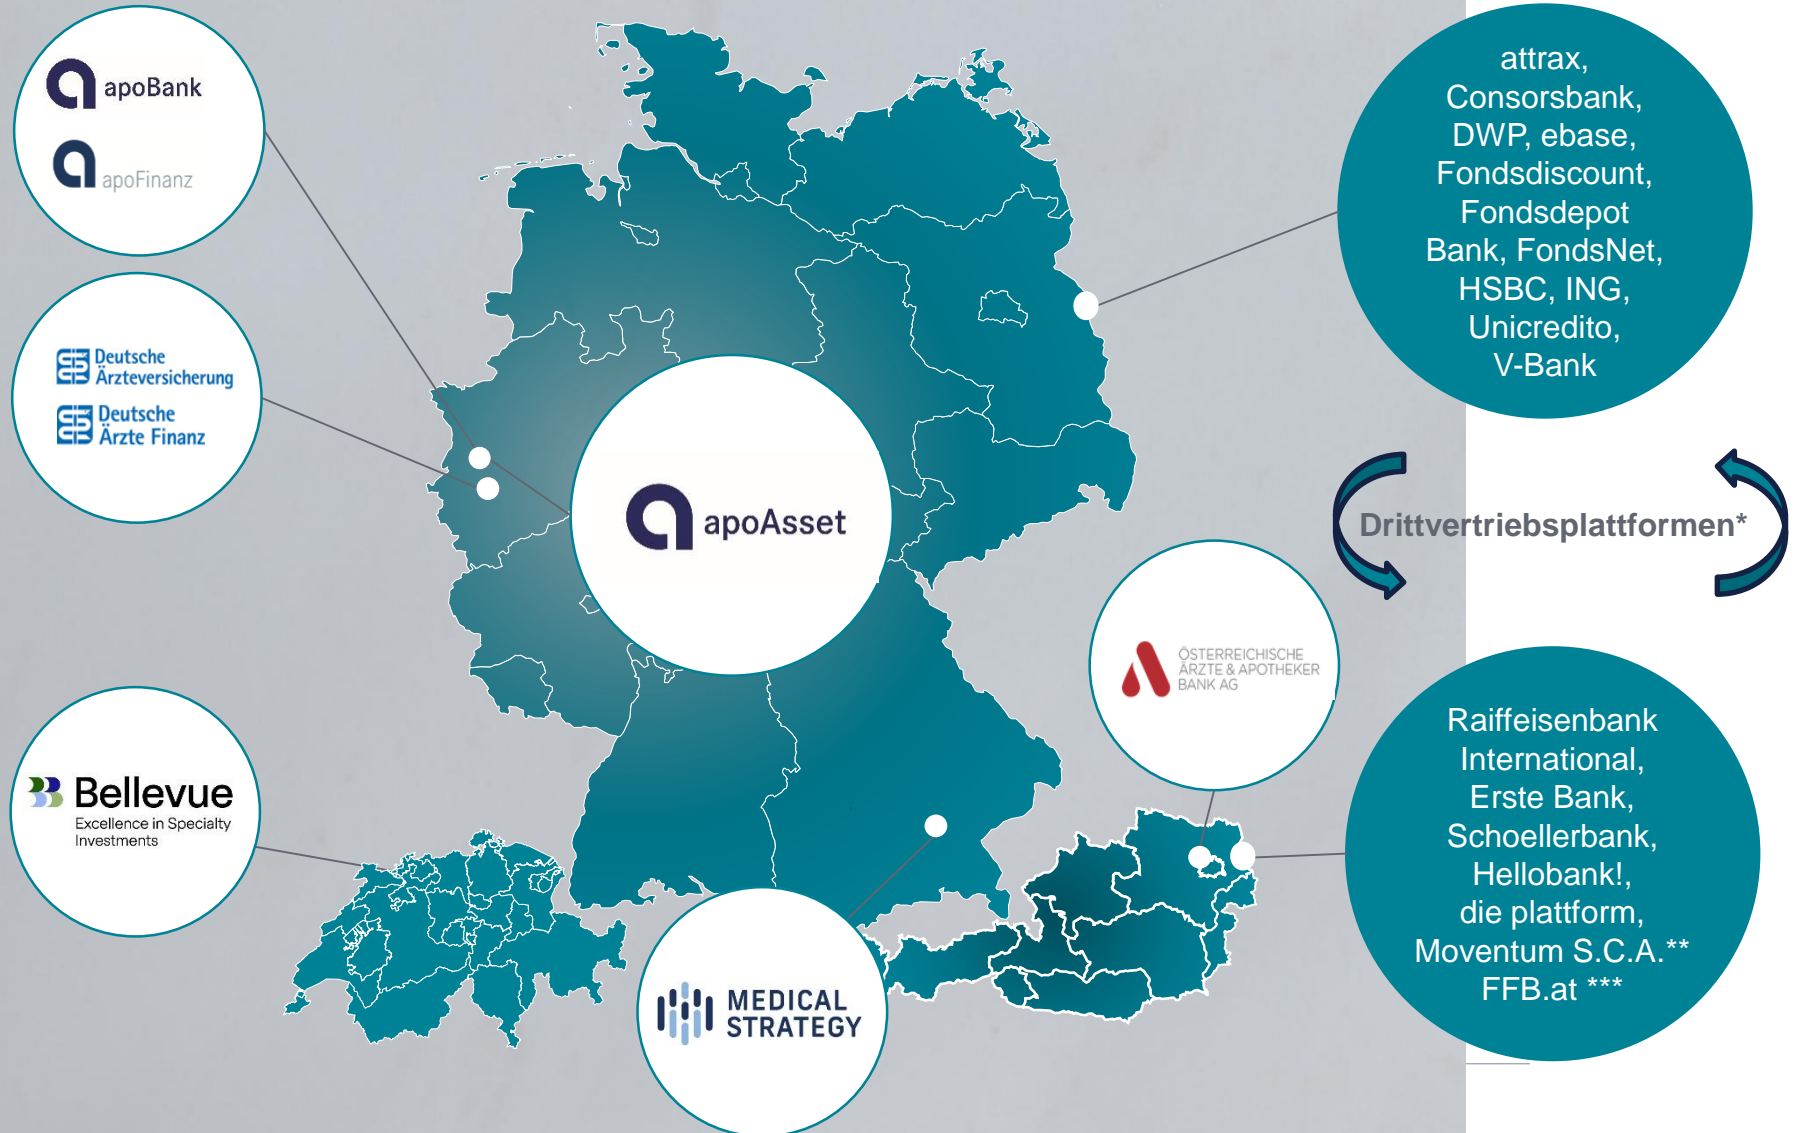 apoBank
apoFinanz
Deutsche
Ärzteversicherung
Deutsche
Ärzte Finanz
apoAsset
Bellevue
Excellence in Specialty
Investments
MEDICAL
STRATEGY
ÖSTERREICHISCHE
ÄRZTE & APOTHEKER
BANK AG
attrax,
Consorsbank,
DWP, ebase,
Fondsdiscount,
Fondsdepot
Bank, FondsNet,
HSBC, ING,
Unicredito,
V-Bank
Drittvertriebsplattformen*
Raiffeisenbank
International,
Erste Bank,
Schoellerbank,
Hellobank!,
die plattform,
Moventum S.C.A.**
FFB.at ***